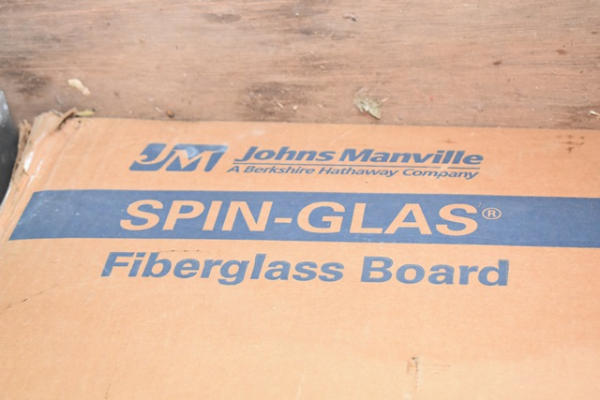 JM Johns Manville
A Berkshire Hathaway Company
SPIN-GLAS®
Fiberglass Board